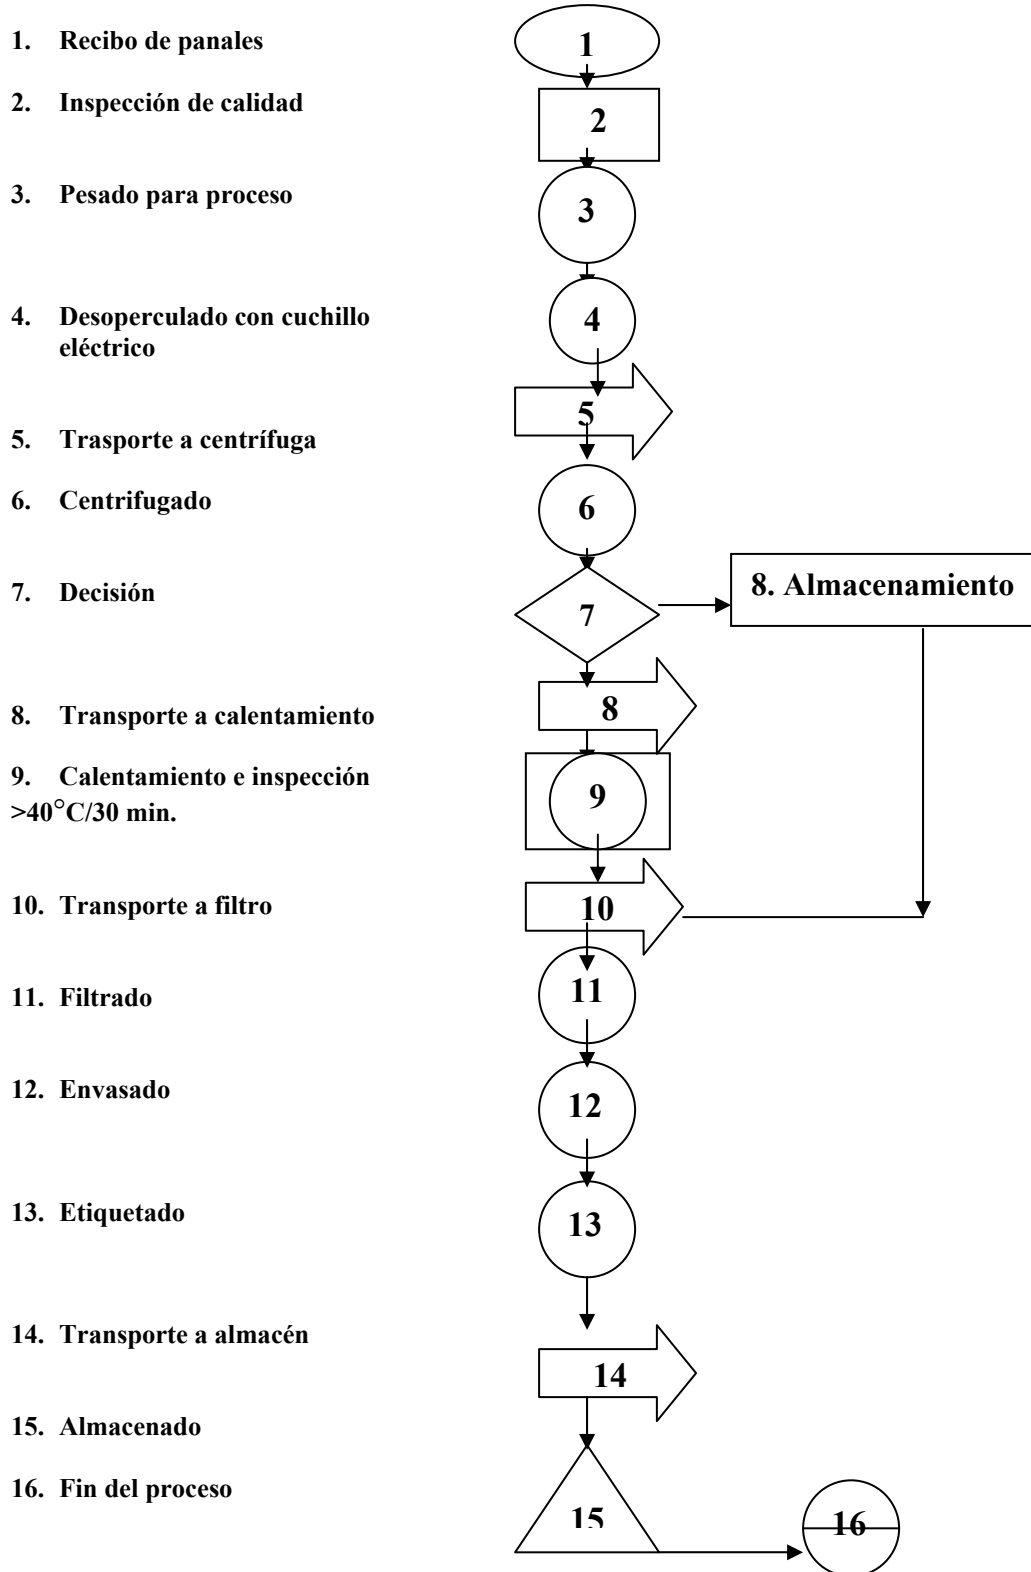 1. Recibo de panales
2. Inspección de calidad
3. Pesado para proceso
4. Desoperculado con cuchillo
eléctrico
5. Trasporte a centrífuga
6. Centrifugado
7. Decisión
8. Transporte a calentamiento
9. Calentamiento e inspección
>40°C/30 min.
10. Transporte a filtro
11. Filtrado
12. Envasado
13. Etiquetado
14. Transporte a almacén
15. Almacenado
16. Fin del proceso
1
2
3
4
5
6
7
8. Almacenamiento
8
9
10
11
12
13
14
15
16